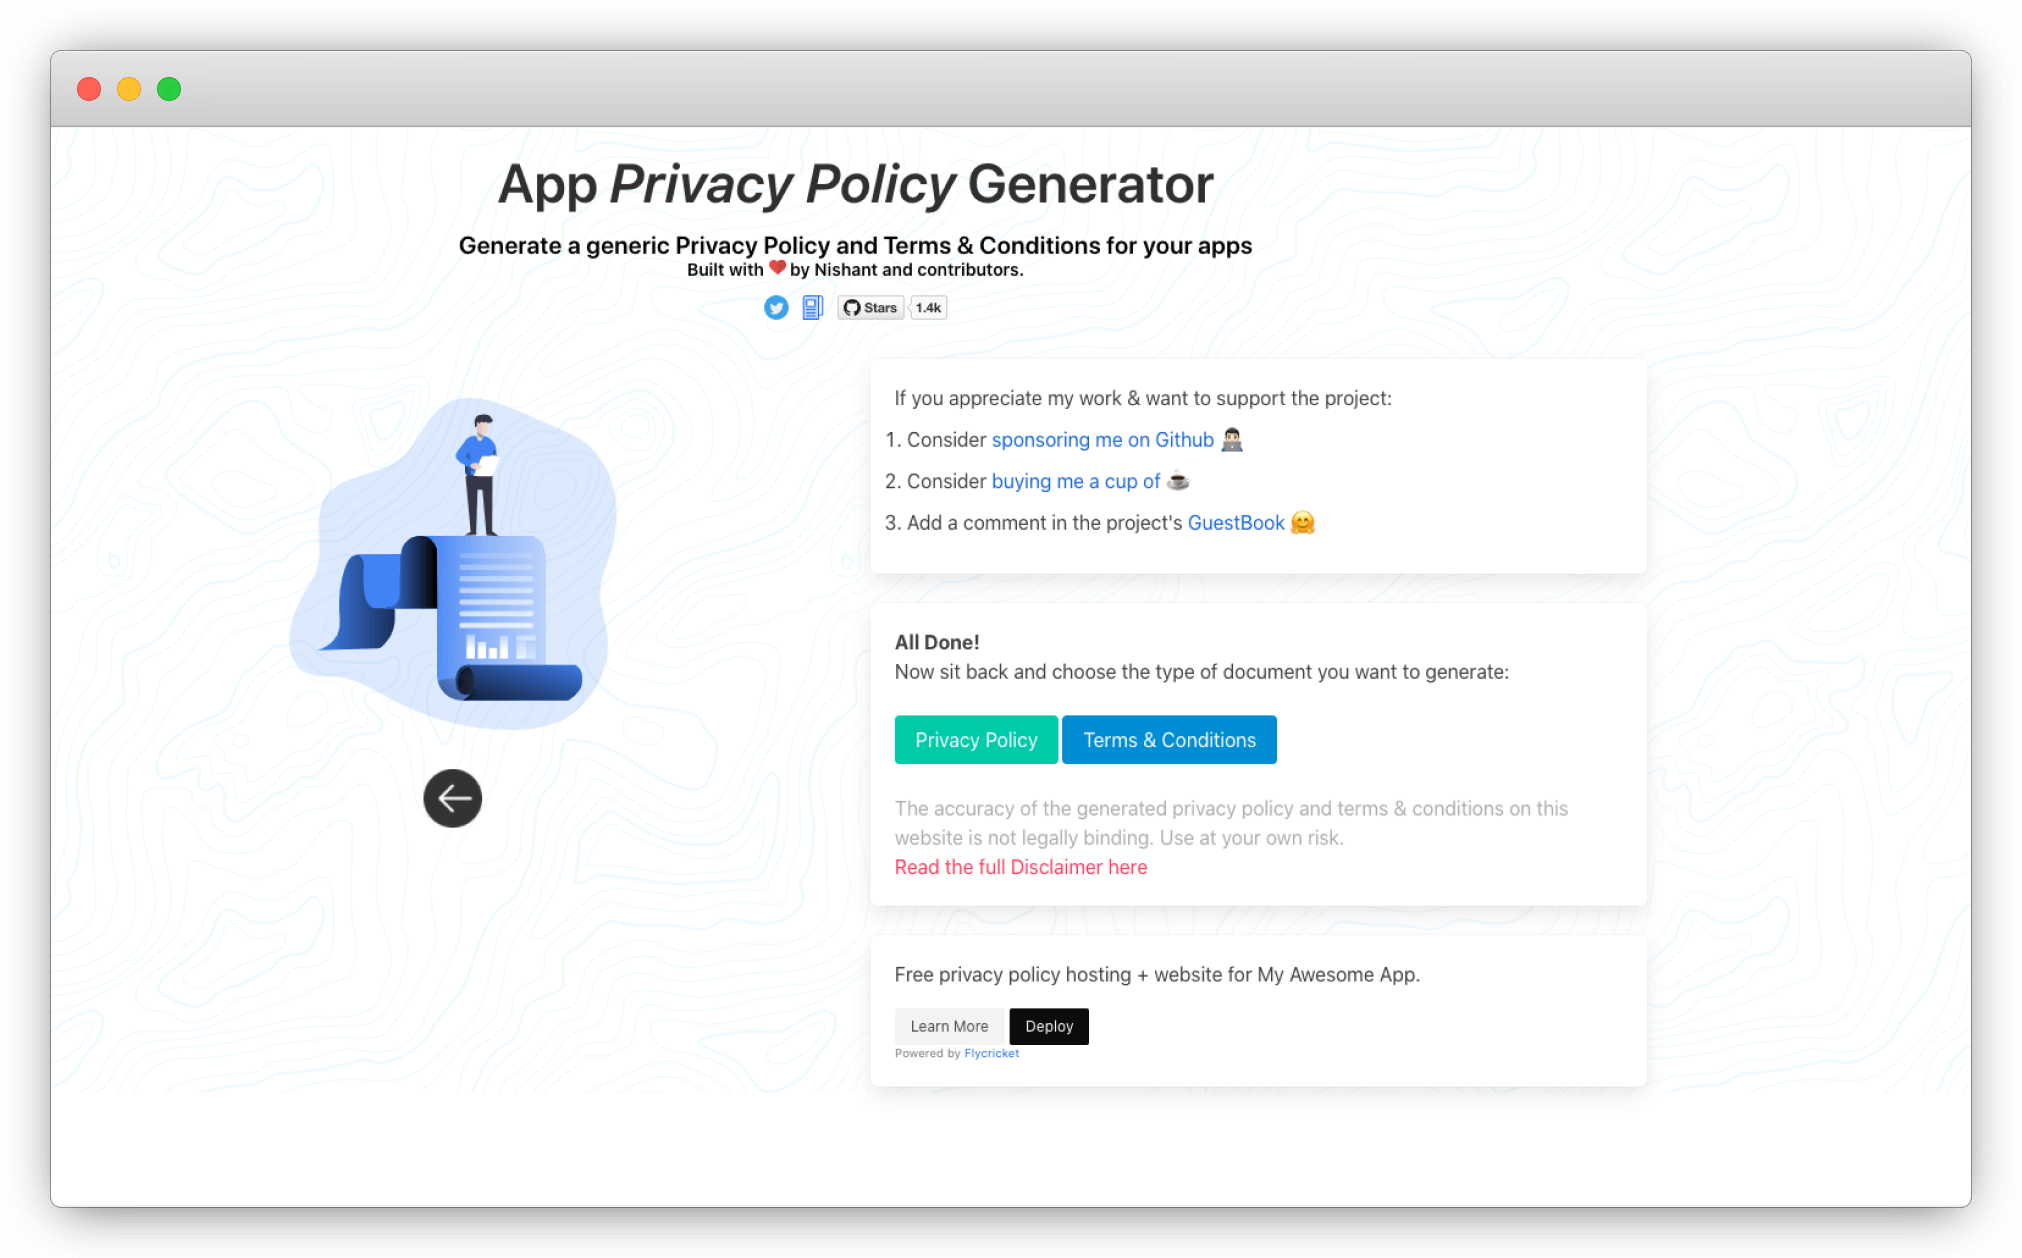 App Privacy Policy Generator
Generate a generic Privacy Policy and Terms & Conditions for your apps
Built with ❤️ by Nishant and contributors.
Stars 1.4k
If you appreciate my work & want to support the project:
1. Consider sponsoring me on Github 👨🏻‍💻
2. Consider buying me a cup of ☕
3. Add a comment in the project's GuestBook 🤗
All Done!
Now sit back and choose the type of document you want to generate:
Privacy Policy Terms & Conditions
The accuracy of the generated privacy policy and terms & conditions on this
website is not legally binding. Use at your own risk.
Read the full Disclaimer here
Free privacy policy hosting + website for My Awesome App.
Learn More Deploy
Powered by Flycricket